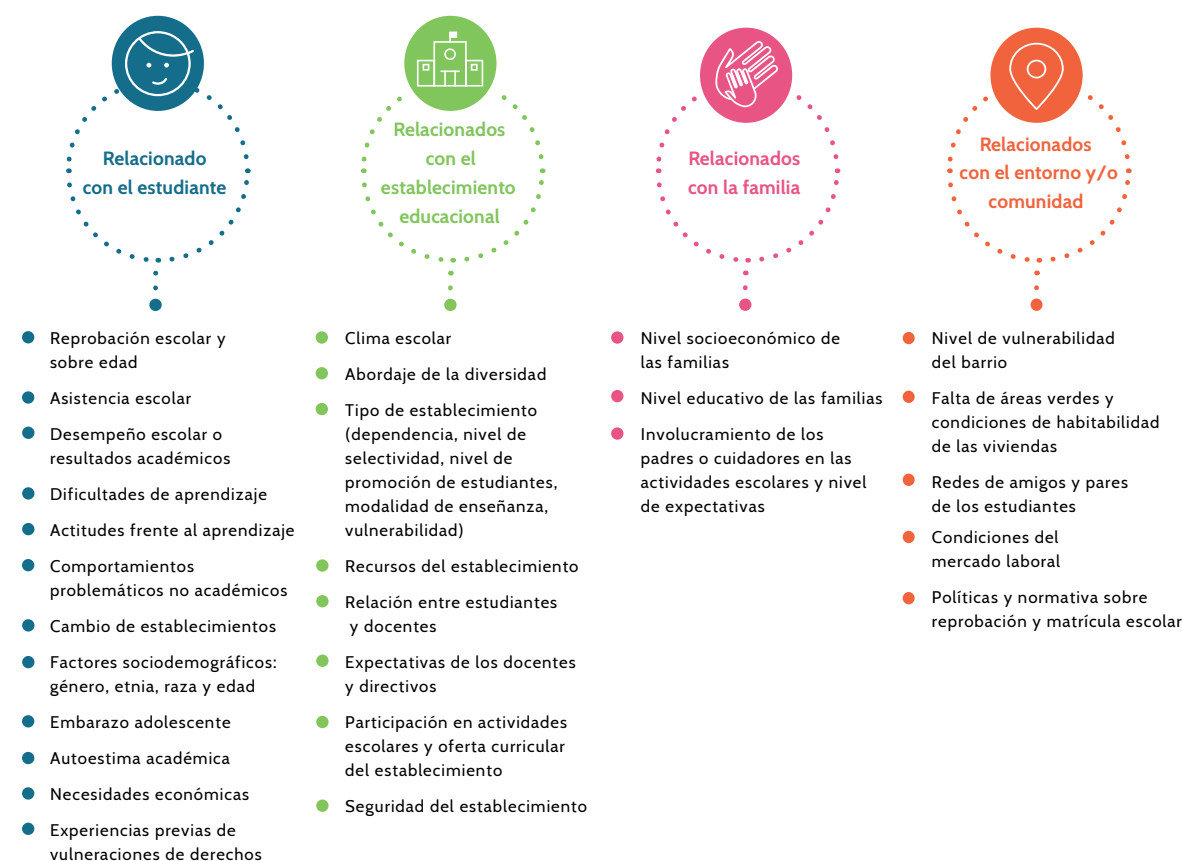 Relacionado
con el estudiante
Reprobación escolar y
sobre edad
Asistencia escolar
Desempeño escolar o
resultados académicos
Dificultades de aprendizaje
Actitudes frente al aprendizaje
Comportamientos
problemáticos no académicos
Cambio de establecimientos
Factores sociodemográficos:
género, etnia, raza y edad
Embarazo adolescente
Autoestima académica
Necesidades económicas
Experiencias previas de
vulneraciones de derechos
Relacionados
con el
establecimiento
educacional
Clima escolar
Abordaje de la diversidad
Tipo de establecimiento
(dependencia, nivel de
selectividad, nivel de
promoción de estudiantes,
modalidad de enseñanza,
vulnerabilidad)
Recursos del establecimiento
Relación entre estudiantes
y docentes
Expectativas de los docentes
y directivos
Participación en actividades
escolares y oferta curricular
del establecimiento
Seguridad del establecimiento
Relacionados
con la familia
Nivel socioeconómico de
las familias
Nivel educativo de las familias
Involucramiento de los
padres o cuidadores en las
actividades escolares y nivel
de expectativas
Relacionados
con el entorno y/o
comunidad
Nivel de vulnerabilidad
del barrio
Falta de áreas verdes y
condiciones de habitabilidad
de las viviendas
Redes de amigos y pares
de los estudiantes
Condiciones del
mercado laboral
Políticas y normativa sobre
reprobación y matrícula escolar